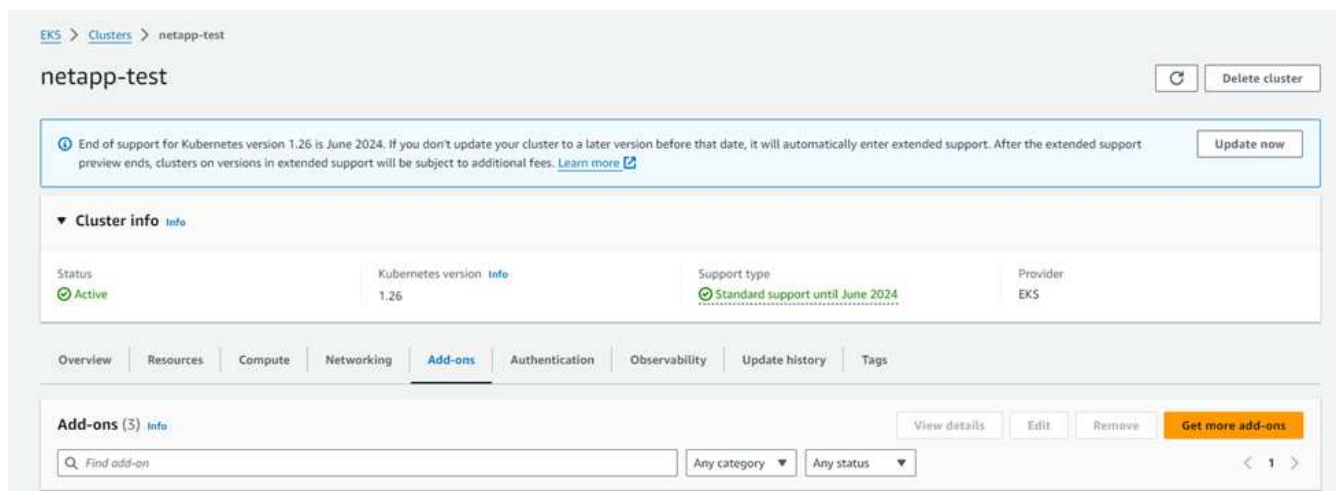 EKS > Clusters > netapp-test
netapp-test
Delete cluster
End of support for Kubernetes version 1.26 is June 2024. If you don't update your cluster to a later version before that date, it will automatically enter extended support. After the extended support
preview ends, clusters on versions in extended support will be subject to additional fees. Learn more
Update now
Cluster info Info
Status
Active
Kubernetes version Info
1.26
Support type
Standard support until June 2024
Provider
EKS
Overview Resources Compute Networking Add-ons Authentication Observability Update history Tags
Add-ons (3) Info View details Edit Remove Get more add-ons
Find add-on Any category Any status < 1 >